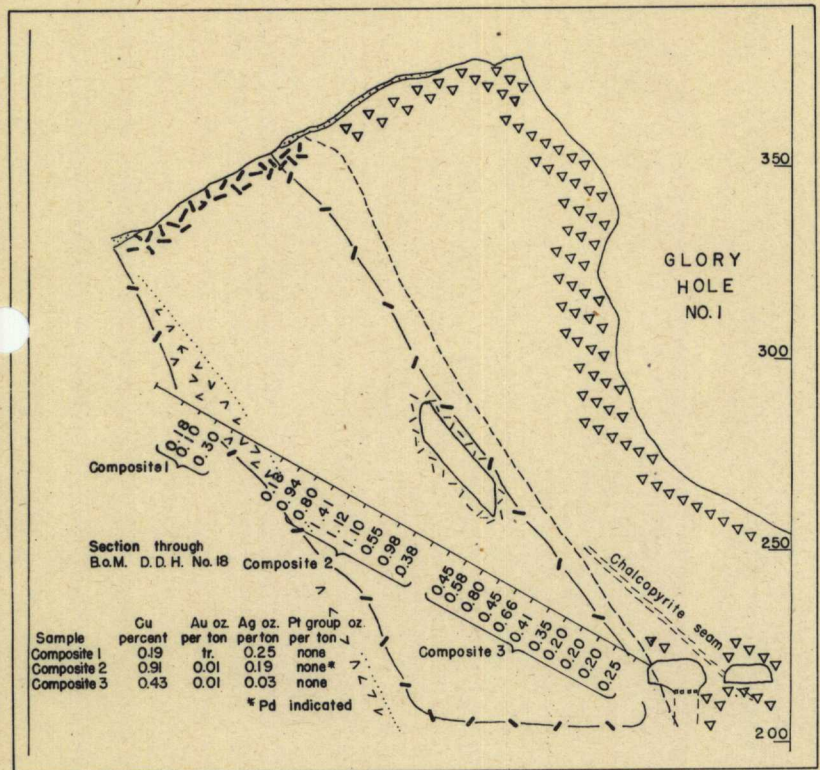 350
GLORY
HOLE
NO. 1
300
0.18
0.10
0.30
Composite 1
0.18
0.94
0.80
1.41
1.12
1.10
0.55
0.98
0.38
Composite 2
250
Section through
B.o.M. D.D.H. No. 18
Chalcopyrite seam
0.45
0.58
0.80
0.45
0.66
0.41
0.35
0.20
0.20
0.20
0.25
Composite 3
Cu Au oz. Ag oz. Pt group oz.
Sample percent per ton per ton per ton
Composite 1 0.19 tr. 0.25 none
Composite 2 0.91 0.01 0.19 none*
Composite 3 0.43 0.01 0.03 none
* Pd indicated
200